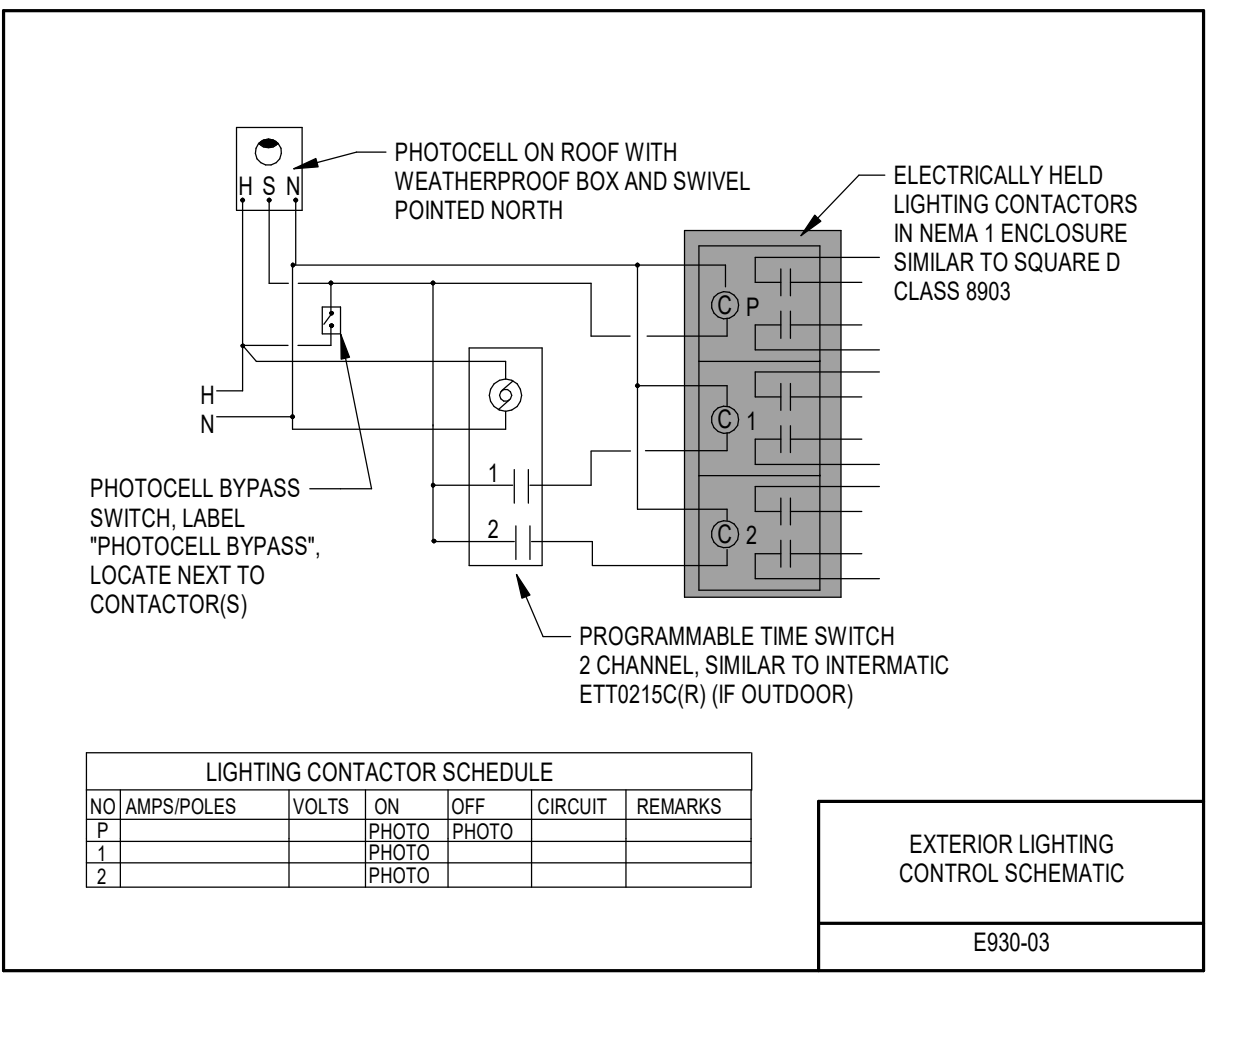 PHOTOCELL ON ROOF WITH
WEATHERPROOF BOX AND SWIVEL
POINTED NORTH
H S N
ELECTRICALLY HELD
LIGHTING CONTACTORS
IN NEMA 1 ENCLOSURE
SIMILAR TO SQUARE D
CLASS 8903
C P
H
N
C 1
1
2
C 2
PHOTOCELL BYPASS
SWITCH, LABEL
"PHOTOCELL BYPASS",
LOCATE NEXT TO
CONTACTOR(S)
PROGRAMMABLE TIME SWITCH
2 CHANNEL, SIMILAR TO INTERMATIC
ETT0215C(R) (IF OUTDOOR)
LIGHTING CONTACTOR SCHEDULE
NO AMPS/POLES VOLTS ON OFF CIRCUIT REMARKS
P PHOTO PHOTO
1 PHOTO
2 PHOTO
EXTERIOR LIGHTING
CONTROL SCHEMATIC
E930-03